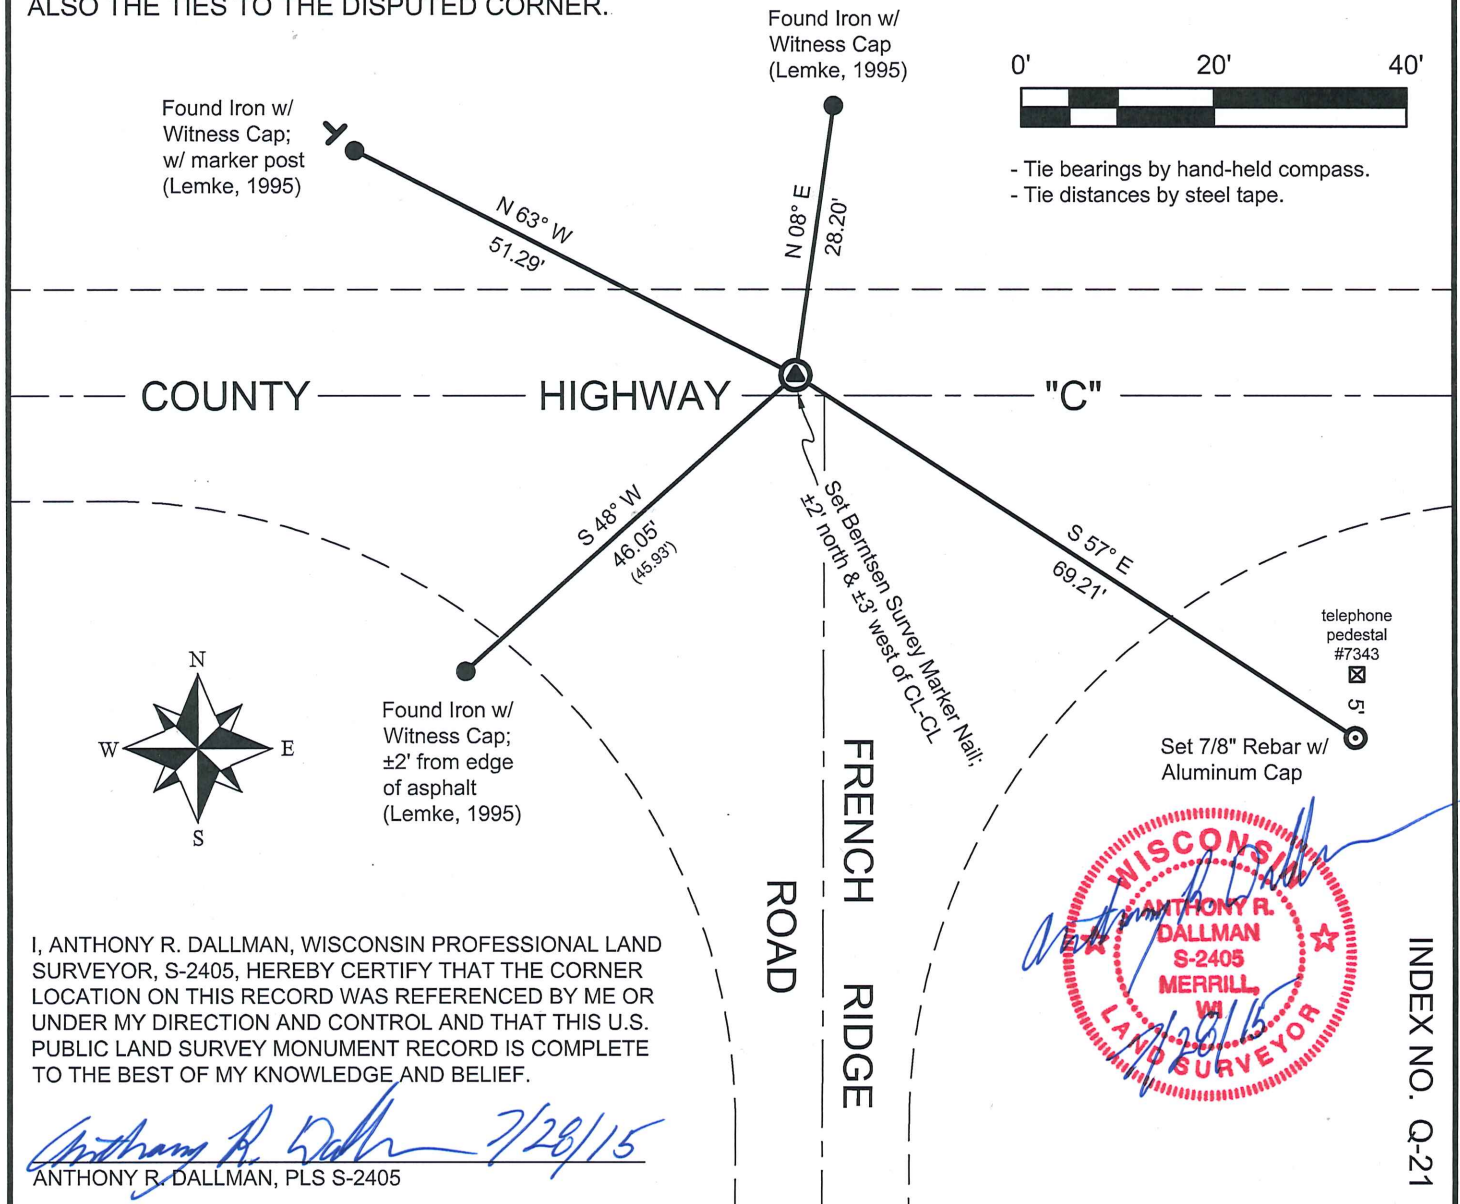 ALSO THE TIES TO THE DISPUTED CORNER.
Found Iron w/
Witness Cap
(Lemke, 1995)
0' 20' 40'
Found Iron w/
Witness Cap;
w/ marker post
(Lemke, 1995)
- Tie bearings by hand-held compass.
- Tie distances by steel tape.
N 63° W
51.29'
N 08° E
28.20'
COUNTY HIGHWAY "C"
S 48° W
46.05'
(45.93')
Set Berntsen Survey Marker Nail;
±2' north & ±3' west of CL-CL
S 57° E
69.21'
telephone
pedestal
#7343
5'
Set 7/8" Rebar w/
Aluminum Cap
N
W E
S
Found Iron w/
Witness Cap;
±2' from edge
of asphalt
(Lemke, 1995)
FRENCH RIDGE
ROAD
WISCONSIN
ANTHONY R.
DALLMAN
S-2405
MERRILL,
WI
LAND SURVEYOR
Anthony R. Dallman
7/28/15
I, ANTHONY R. DALLMAN, WISCONSIN PROFESSIONAL LAND
SURVEYOR, S-2405, HEREBY CERTIFY THAT THE CORNER
LOCATION ON THIS RECORD WAS REFERENCED BY ME OR
UNDER MY DIRECTION AND CONTROL AND THAT THIS U.S.
PUBLIC LAND SURVEY MONUMENT RECORD IS COMPLETE
TO THE BEST OF MY KNOWLEDGE AND BELIEF.
Anthony R. Dallman 7/28/15
ANTHONY R. DALLMAN, PLS S-2405
INDEX NO. Q-21